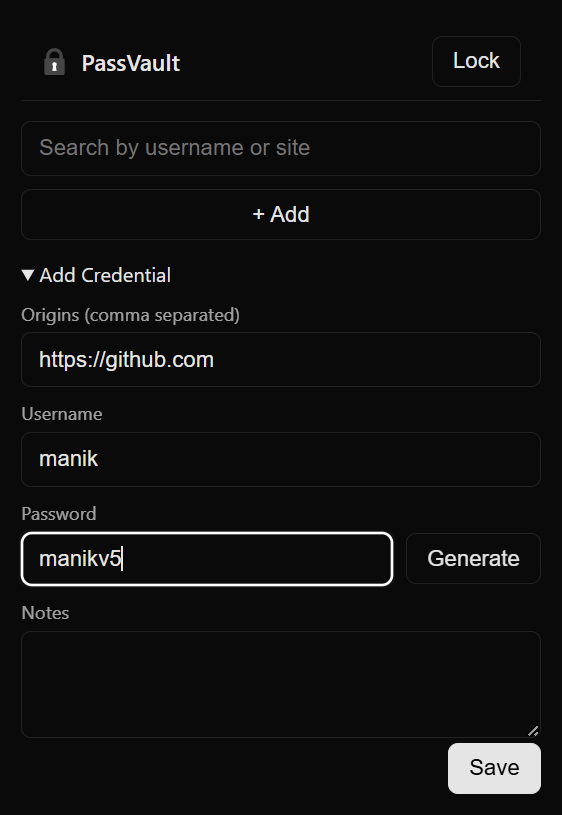 PassVault
Lock
Search by username or site
+ Add
▼ Add Credential
Origins (comma separated)
https://github.com
Username
manik
Password
manikv5
Generate
Notes
Save